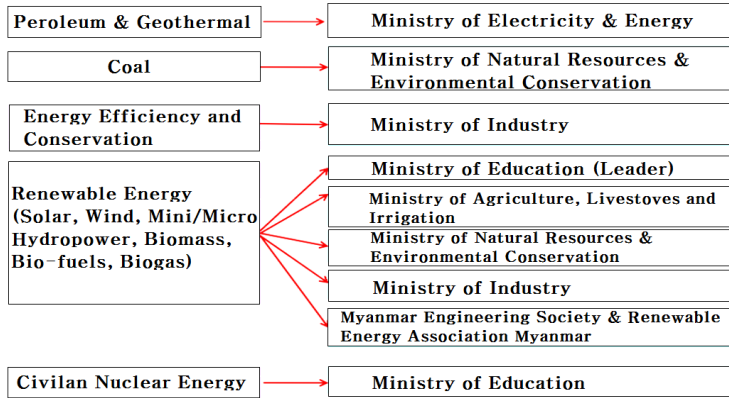 Peroleum & Geothermal
Ministry of Electricity & Energy
Coal
Ministry of Natural Resources &
Environmental Conservation
Energy Efficiency and
Conservation
Ministry of Industry
Renewable Energy
(Solar, Wind, Mini/Micro
Hydropower, Biomass,
Bio-fuels, Biogas)
Ministry of Education (Leader)
Ministry of Agriculture, Livestoves and
Irrigation
Ministry of Natural Resources &
Environmental Conservation
Ministry of Industry
Myanmar Engineering Society & Renewable
Energy Association Myanmar
Civilan Nuclear Energy
Ministry of Education